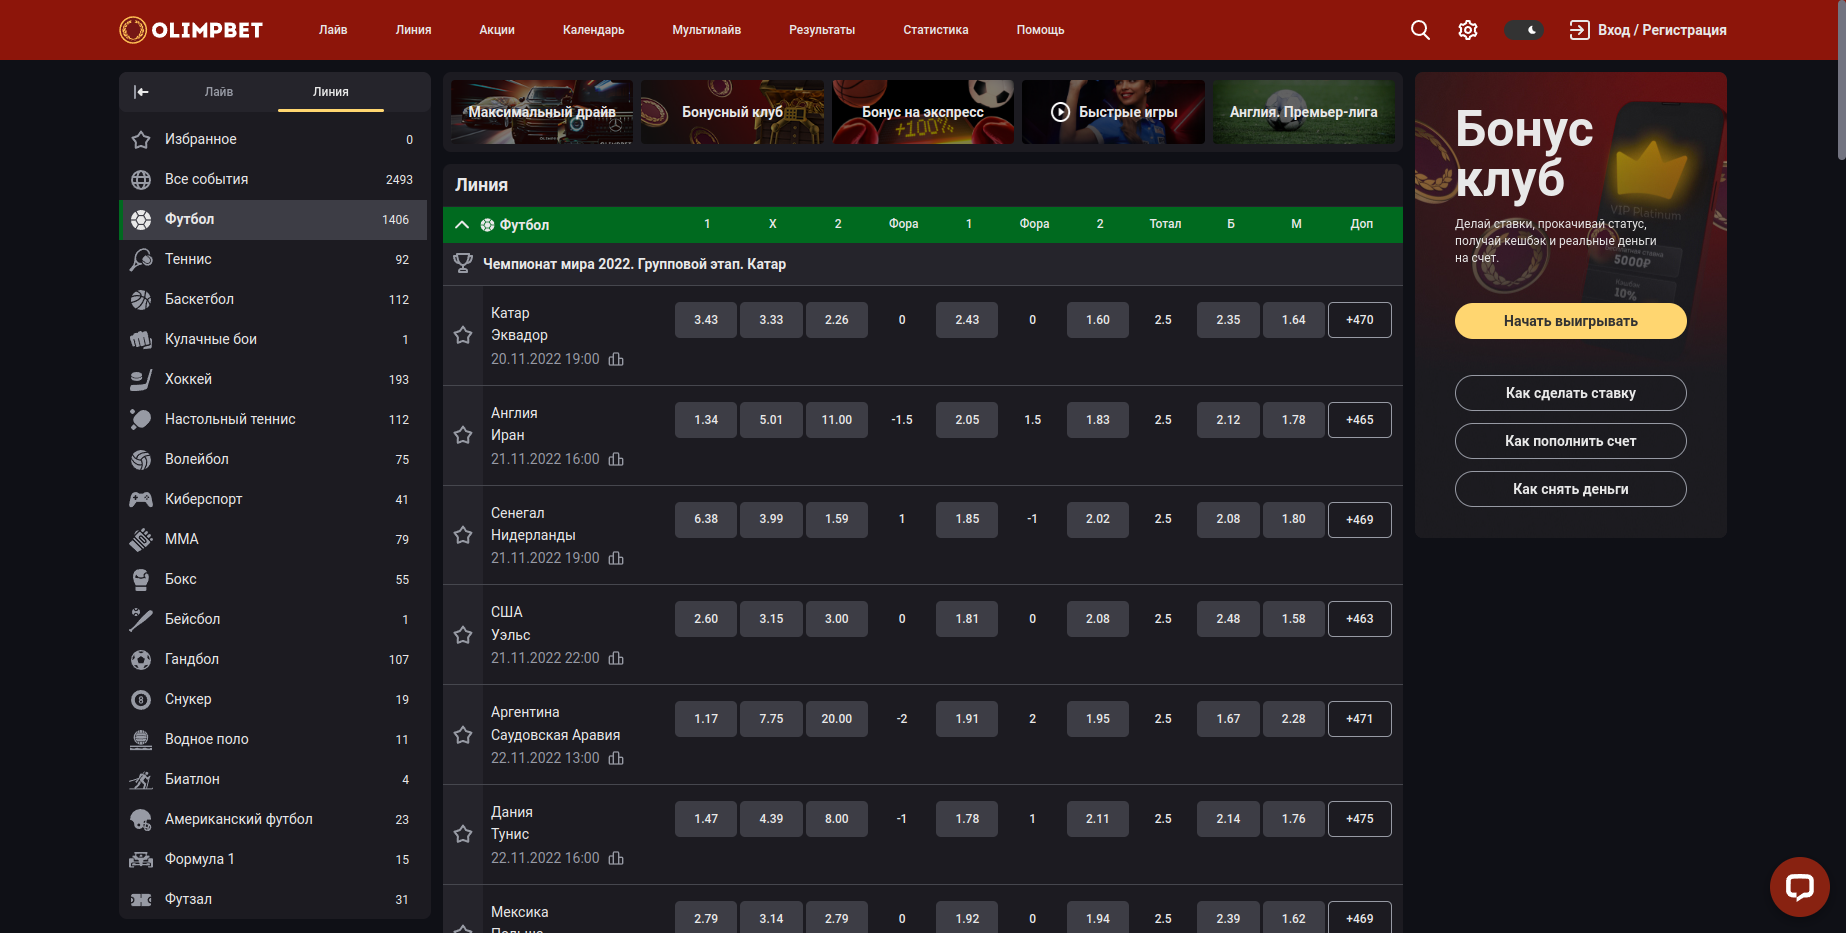 OLIMPBET
Лайв Линия Акции Календарь Мультилайв Результаты Статистика Помощь
Вход / Регистрация
Лайв Линия
Избранное 0
Все события 2493
Футбол 1406
Теннис 92
Баскетбол 112
Кулачные бои 1
Хоккей 193
Настольный теннис 112
Волейбол 75
Киберспорт 41
ММА 79
Бокс 55
Бейсбол 1
Гандбол 107
Снукер 19
Водное поло 11
Биатлон 4
Американский футбол 23
Формула 1 15
Футзал 31
Максимальный драйв
Бонусный клуб
Бонус на экспресс
+100%
Быстрые игры
Англия. Премьер-лига
Линия
Футбол 1 X 2 Фора 1 Фора 2 Тотал Б М Доп
Чемпионат мира 2022. Групповой этап. Катар
Катар
Эквадор
20.11.2022 19:00
3.43 3.33 2.26 0 2.43 0 1.60 2.5 2.35 1.64 +470
Англия
Иран
21.11.2022 16:00
1.34 5.01 11.00 -1.5 2.05 1.5 1.83 2.5 2.12 1.78 +465
Сенегал
Нидерланды
21.11.2022 19:00
6.38 3.99 1.59 1 1.85 -1 2.02 2.5 2.08 1.80 +469
США
Уэльс
21.11.2022 22:00
2.60 3.15 3.00 0 1.81 0 2.08 2.5 2.48 1.58 +463
Аргентина
Саудовская Аравия
22.11.2022 13:00
1.17 7.75 20.00 -2 1.91 2 1.95 2.5 1.67 2.28 +471
Дания
Тунис
22.11.2022 16:00
1.47 4.39 8.00 -1 1.78 1 2.11 2.5 2.14 1.76 +475
Мексика
2.79 3.14 2.79 0 1.92 0 1.94 2.5 2.39 1.62 +469
Бонус
клуб
VIP Platinum
Делай ставки, прокачивай статус,
получай кешбэк и реальные деньги
на счет.
5000₽
10%
Начать выигрывать
Как сделать ставку
Как пополнить счет
Как снять деньги